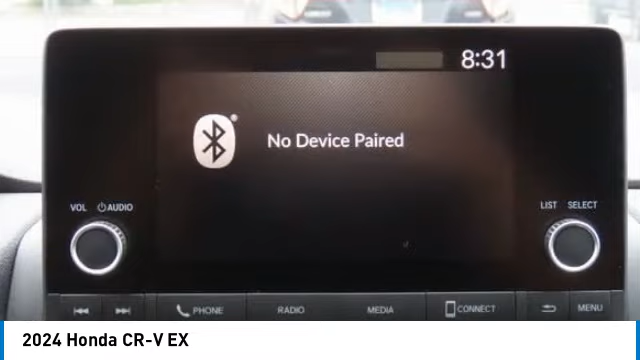 8:31
No Device Paired
VOL AUDIO
LIST SELECT
PHONE RADIO MEDIA CONNECT MENU
2024 Honda CR-V EX